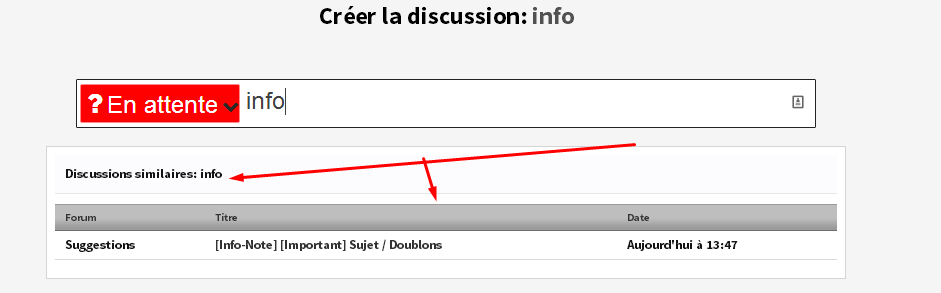 Créer la discussion: info
? En attente info
Discussions similaires: info
Forum Titre Date
Suggestions [Info-Note] [Important] Sujet / Doublons Aujourd'hui à 13:47